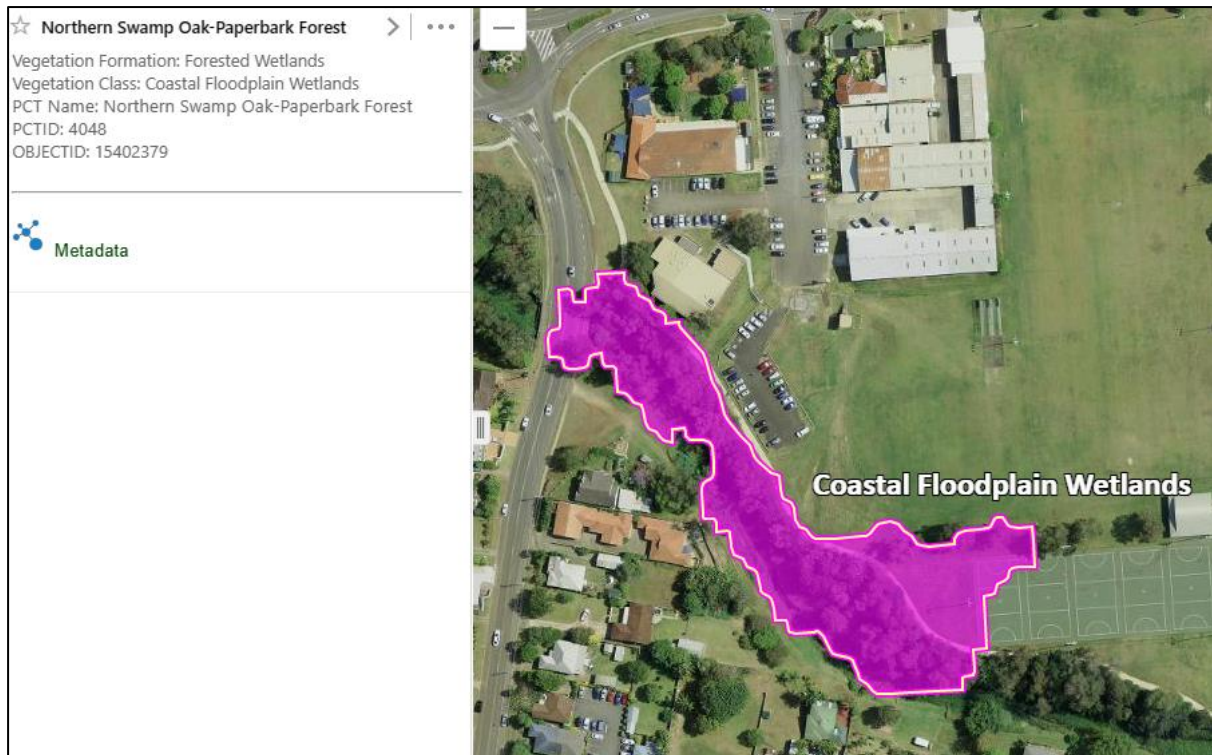 Northern Swamp Oak-Paperbark Forest
Vegetation Formation: Forested Wetlands
Vegetation Class: Coastal Floodplain Wetlands
PCT Name: Northern Swamp Oak-Paperbark Forest
PCTID: 4048
OBJECTID: 15402379
Metadata
Coastal Floodplain Wetlands